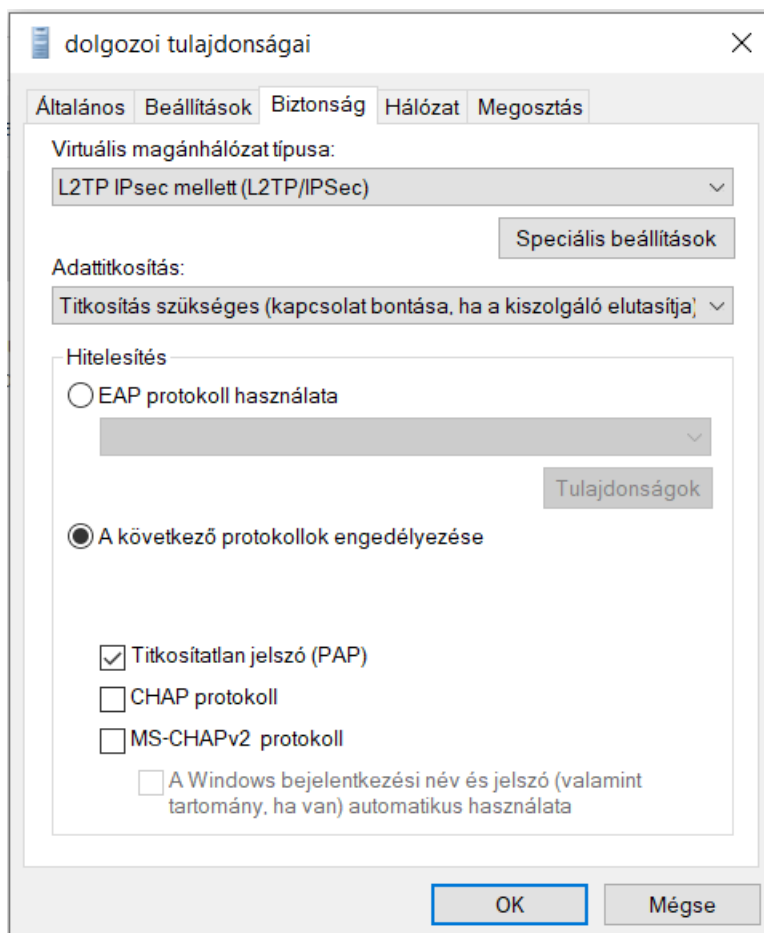 dolgozoi tulajdonságai
Általános Beállítások Biztonság Hálózat Megosztás
Virtuális magánhálózat típusa:
L2TP IPsec mellett (L2TP/IPSec)
Speciális beállítások
Adattitkosítás:
Titkosítás szükséges (kapcsolat bontása, ha a kiszolgáló elutasítja)
Hitelesítés
EAP protokoll használata
Tulajdonságok
A következő protokollok engedélyezése
Titkosítatlan jelszó (PAP)
CHAP protokoll
MS-CHAPv2 protokoll
A Windows bejelentkezési név és jelszó (valamint
tartomány, ha van) automatikus használata
OK Mégse